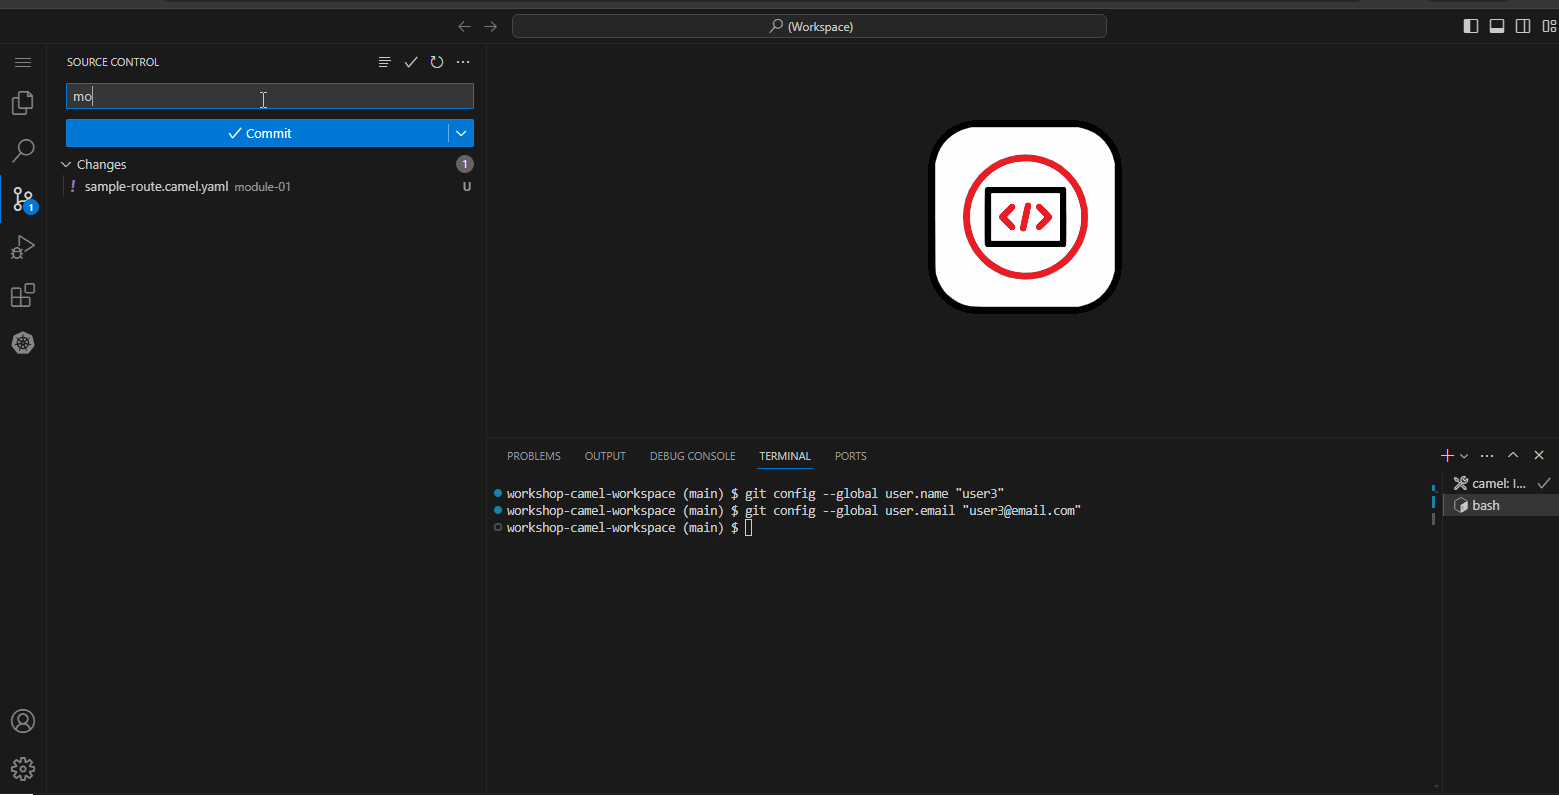 (Workspace)
SOURCE CONTROL
mo
Commit
Changes 1
! sample-route.camel.yaml module-01 U
1
</>
PROBLEMS OUTPUT DEBUG CONSOLE TERMINAL PORTS
workshop-camel-workspace (main) $ git config --global user.name "user3"
workshop-camel-workspace (main) $ git config --global user.email "user3@email.com"
workshop-camel-workspace (main) $
camel: I...
bash